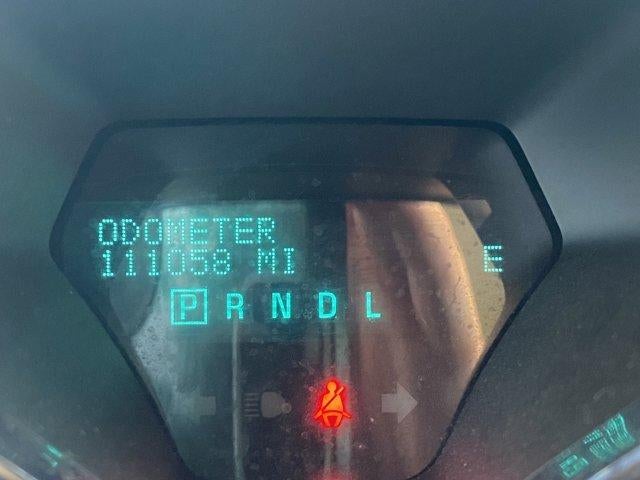 ODOMETER
111058 MI E
P R N D L